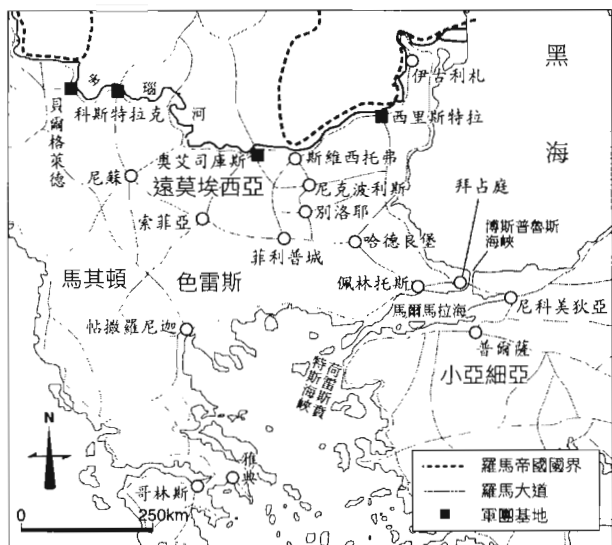 黑海
伊古利札
多瑙河
貝爾格萊德
科斯特拉克
西里斯特拉
奧艾司庫斯
斯維西托弗
尼蘇
遠莫埃西亞
尼克波利斯
別洛耶
拜占庭
索菲亞
博斯普魯斯
海峽
菲利普城
哈德良堡
馬其頓
色雷斯
佩林托斯
馬爾馬拉海
尼科美狄亞
帖撒羅尼迦
普爾薩
荷雷斯賣
特斯海峽
小亞細亞
N
雅典
哥林斯
0
250km
羅馬帝國國界
羅馬大道
軍團基地